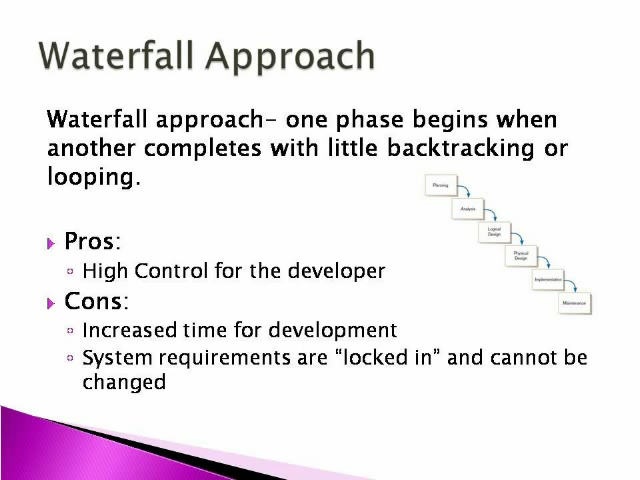 Waterfall Approach
Waterfall approach- one phase begins when
another completes with little backtracking or
looping.
Planning
Analysis
Logical
Design
Physical
Design
Implementation
Maintenance
Pros:
High Control for the developer
Cons:
Increased time for development
System requirements are “locked in” and cannot be
changed